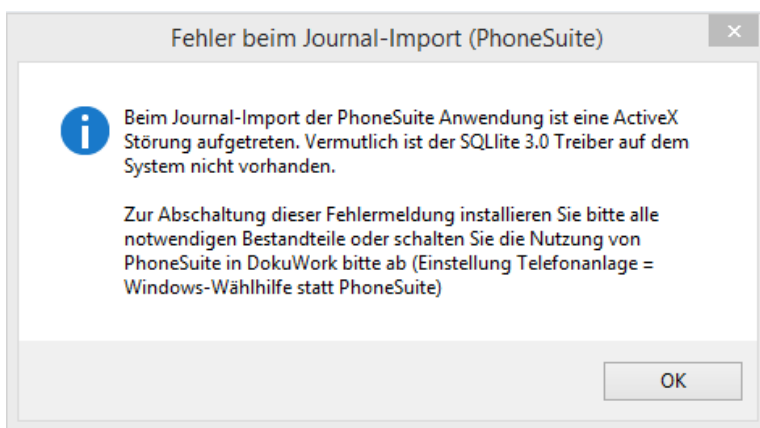 Fehler beim Journal-Import (PhoneSuite)
Beim Journal-Import der PhoneSuite Anwendung ist eine ActiveX
Störung aufgetreten. Vermutlich ist der SQLlite 3.0 Treiber auf dem
System nicht vorhanden.
Zur Abschaltung dieser Fehlermeldung installieren Sie bitte alle
notwendigen Bestandteile oder schalten Sie die Nutzung von
PhoneSuite in DokuWork bitte ab (Einstellung Telefonanlage =
Windows-Wählhilfe statt PhoneSuite)
OK